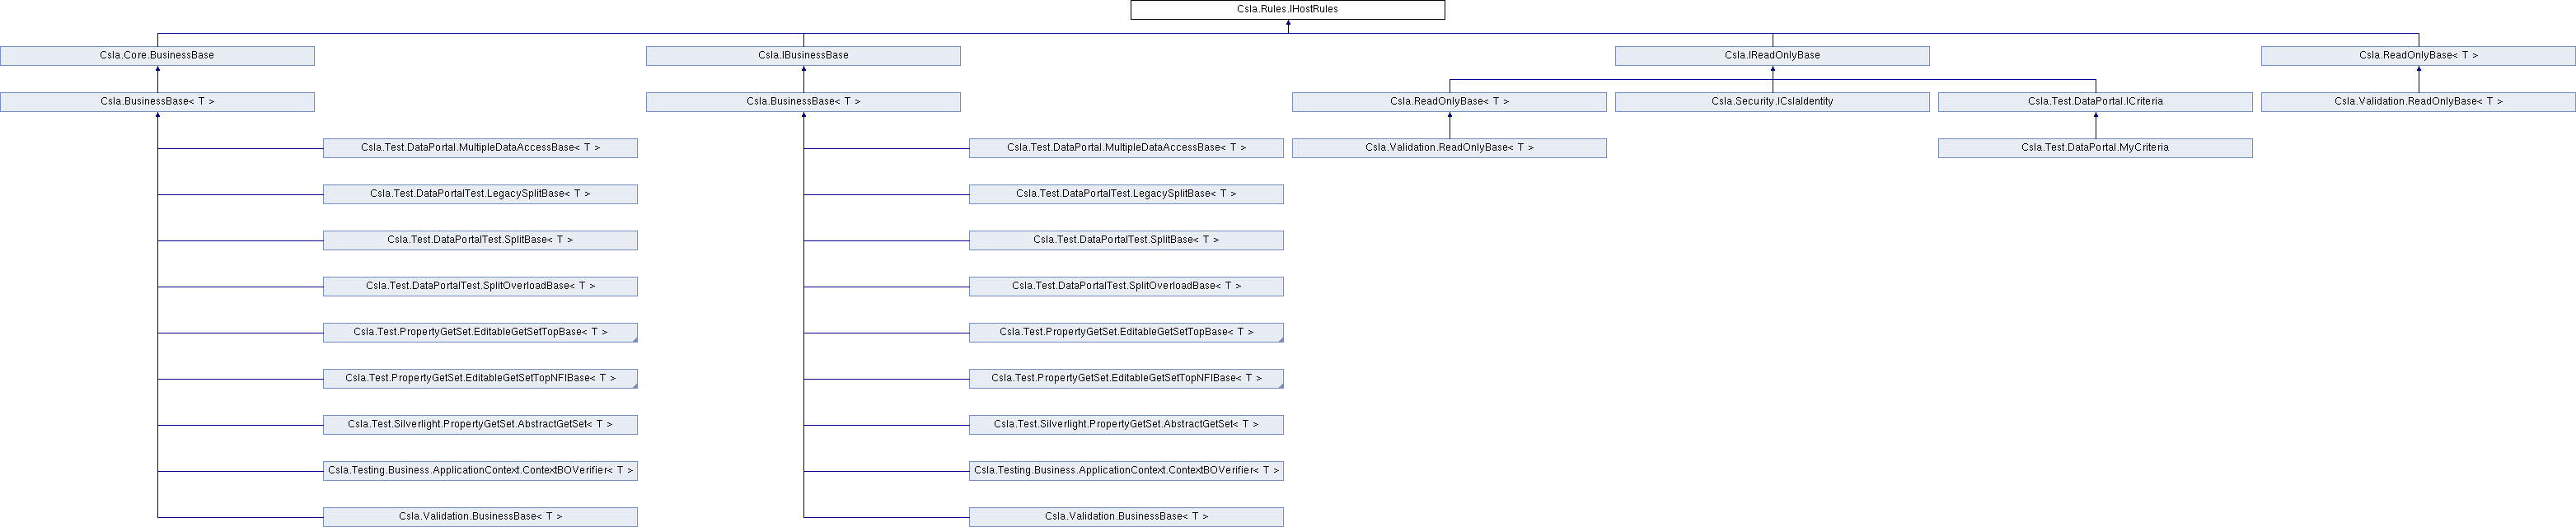 Csla.Rules.IHostRules
Csla.Core.BusinessBase
Csla.IBusinessBase
Csla.IReadOnlyBase
Csla.ReadOnlyBase< T >
Csla.BusinessBase< T >
Csla.BusinessBase< T >
Csla.ReadOnlyBase< T >
Csla.Security.ICslaIdentity
Csla.Test.DataPortal.ICriteria
Csla.Validation.ReadOnlyBase< T >
Csla.Test.DataPortal.MultipleDataAccessBase< T >
Csla.Test.DataPortal.MultipleDataAccessBase< T >
Csla.Validation.ReadOnlyBase< T >
Csla.Test.DataPortal.MyCriteria
Csla.Test.DataPortalTest.LegacySplitBase< T >
Csla.Test.DataPortalTest.LegacySplitBase< T >
Csla.Test.DataPortalTest.SplitBase< T >
Csla.Test.DataPortalTest.SplitBase< T >
Csla.Test.DataPortalTest.SplitOverloadBase< T >
Csla.Test.DataPortalTest.SplitOverloadBase< T >
Csla.Test.PropertyGetSet.EditableGetSetTopBase< T >
Csla.Test.PropertyGetSet.EditableGetSetTopBase< T >
Csla.Test.PropertyGetSet.EditableGetSetTopNFIBase< T >
Csla.Test.PropertyGetSet.EditableGetSetTopNFIBase< T >
Csla.Test.Silverlight.PropertyGetSet.AbstractGetSet< T >
Csla.Test.Silverlight.PropertyGetSet.AbstractGetSet< T >
Csla.Testing.Business.ApplicationContext.ContextBOVerifier< T >
Csla.Testing.Business.ApplicationContext.ContextBOVerifier< T >
Csla.Validation.BusinessBase< T >
Csla.Validation.BusinessBase< T >